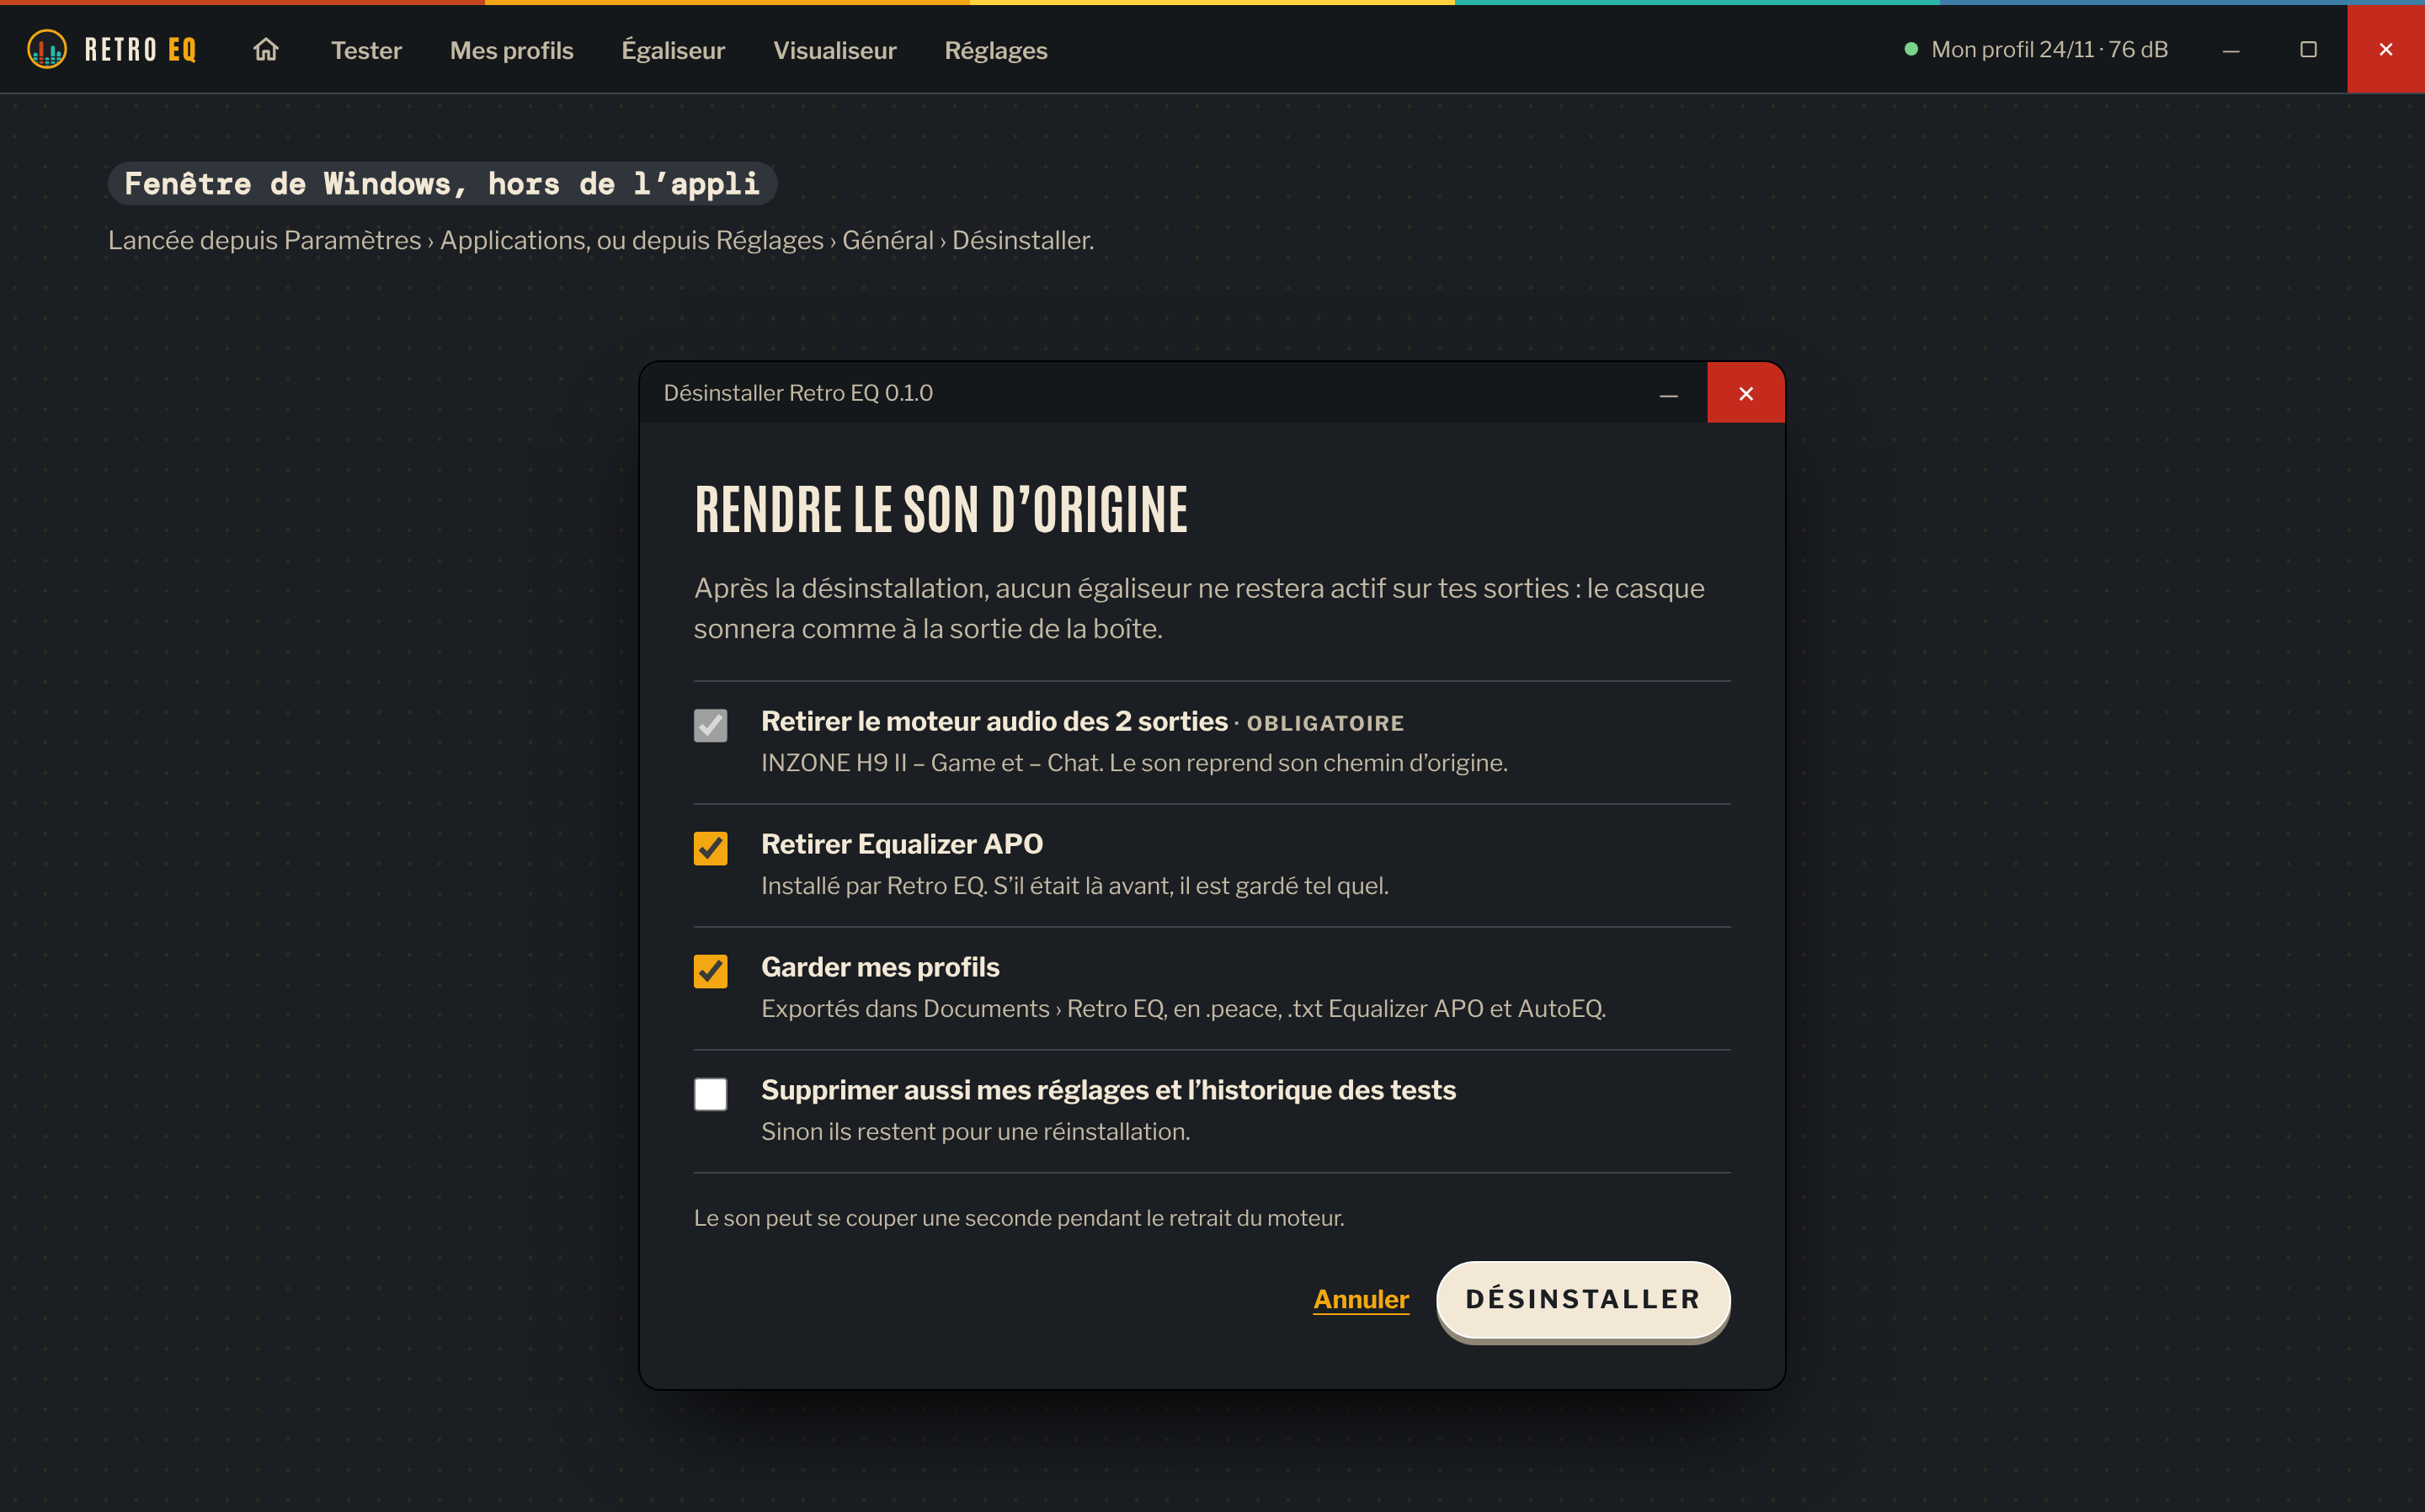 RETRO EQ
Tester
Mes profils
Égaliseur
Visualiseur
Réglages
Mon profil 24/11 · 76 dB
Fenêtre de Windows, hors de l’appli
Lancée depuis Paramètres › Applications, ou depuis Réglages › Général › Désinstaller.
Désinstaller Retro EQ 0.1.0
RENDRE LE SON D’ORIGINE
Après la désinstallation, aucun égaliseur ne restera actif sur tes sorties : le casque
sonnera comme à la sortie de la boîte.
Retirer le moteur audio des 2 sorties · OBLIGATOIRE
INZONE H9 II – Game et – Chat. Le son reprend son chemin d’origine.
Retirer Equalizer APO
Installé par Retro EQ. S’il était là avant, il est gardé tel quel.
Garder mes profils
Exportés dans Documents › Retro EQ, en .peace, .txt Equalizer APO et AutoEQ.
Supprimer aussi mes réglages et l’historique des tests
Sinon ils restent pour une réinstallation.
Le son peut se couper une seconde pendant le retrait du moteur.
Annuler
DÉSINSTALLER